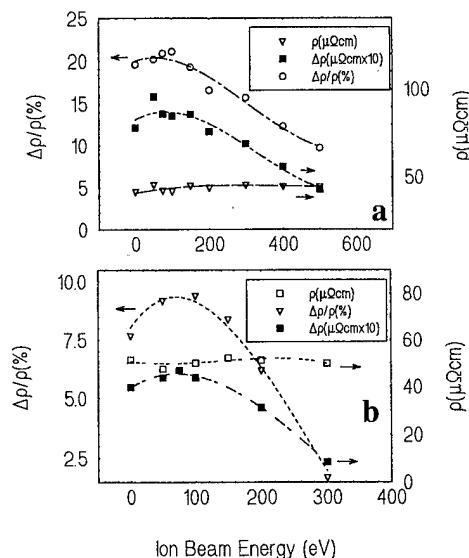 25
20
15
10
5
0
Δρ/ρ(%)
▽ ρ(μΩcm)
■ Δρ(μΩcmx10)
○ Δρ/ρ(%)
100
50
ρ(μΩcm)
a
0 200 400 600
10.0
7.5
5.0
2.5
Δρ/ρ(%)
□ ρ(μΩcm)
▽ Δρ/ρ(%)
■ Δρ(μΩcmx10)
80
60
40
20
0
ρ(μΩcm)
b
0 100 200 300 400
Ion Beam Energy (eV)